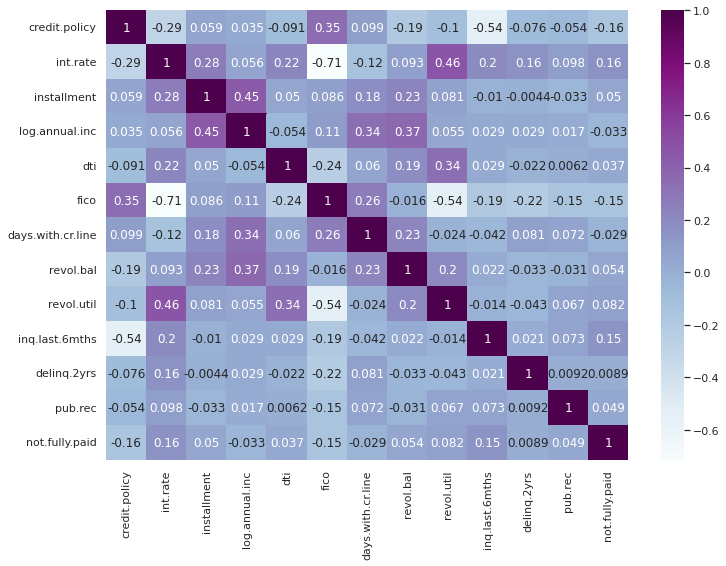 credit.policy 1 -0.29 0.059 0.035 -0.091 0.35 0.099 -0.19 -0.1 -0.54 -0.076 -0.054 -0.16
int.rate -0.29 1 0.28 0.056 0.22 -0.71 -0.12 0.093 0.46 0.2 0.16 0.098 0.16
installment 0.059 0.28 1 0.45 0.05 0.086 0.18 0.23 0.081 -0.01 -0.0044 -0.033 0.05
log.annual.inc 0.035 0.056 0.45 1 -0.054 0.11 0.34 0.37 0.055 0.029 0.029 0.017 -0.033
dti -0.091 0.22 0.05 -0.054 1 -0.24 0.06 0.19 0.34 0.029 -0.022 0.0062 0.037
fico 0.35 -0.71 0.086 0.11 -0.24 1 0.26 -0.016 -0.54 -0.19 -0.22 -0.15 -0.15
days.with.cr.line 0.099 -0.12 0.18 0.34 0.06 0.26 1 0.23 -0.024 -0.042 0.081 0.072 -0.029
revol.bal -0.19 0.093 0.23 0.37 0.19 -0.016 0.23 1 0.2 0.022 -0.033 -0.031 0.054
revol.util -0.1 0.46 0.081 0.055 0.34 -0.54 -0.024 0.2 1 -0.014 -0.043 0.067 0.082
inq.last.6mths -0.54 0.2 -0.01 0.029 0.029 -0.19 -0.042 0.022 -0.014 1 0.021 0.073 0.15
delinq.2yrs -0.076 0.16 -0.0044 0.029 -0.022 -0.22 0.081 -0.033 -0.043 0.021 1 0.0092 0.0089
pub.rec -0.054 0.098 -0.033 0.017 0.0062 -0.15 0.072 -0.031 0.067 0.073 0.0092 1 0.049
not.fully.paid -0.16 0.16 0.05 -0.033 0.037 -0.15 -0.029 0.054 0.082 0.15 0.0089 0.049 1
credit.policy
int.rate
installment
log.annual.inc
dti
fico
days.with.cr.line
revol.bal
revol.util
inq.last.6mths
delinq.2yrs
pub.rec
not.fully.paid
1.0
0.8
0.6
0.4
0.2
0.0
−0.2
−0.4
−0.6